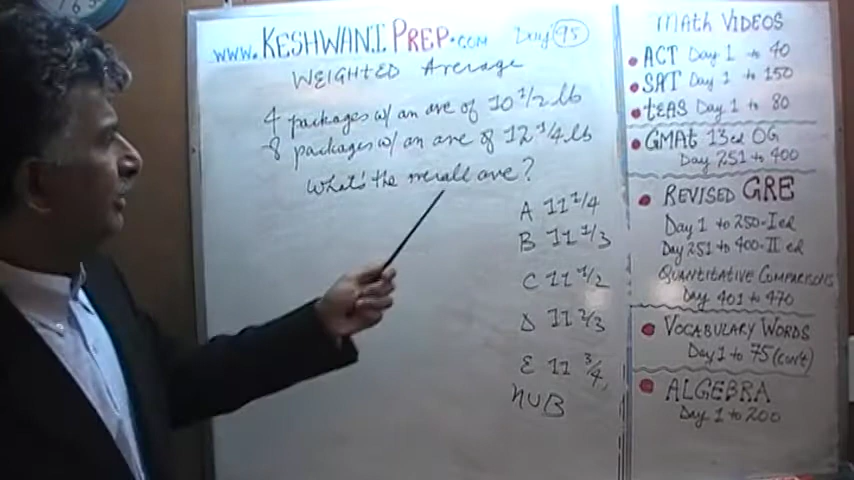 www.KESHWANIPREP.com Day 95
WEIGHTED Average
4 packages w/ an ave of 10 1/2 lb
8 packages w/ an ave of 12 1/4 lb
What's the overall ave?
A 11 1/4
B 11 1/3
C 11 1/2
D 11 2/3
E 11 3/4
NUB
Math VIDEOS
• ACT Day 1 to 40
• SAT Day 1 to 150
• tEAS Day 1 to 80
• GMAt 13 ed OG
Day 251 to 400
• REVISED GRE
Day 1 to 250-I ed
Day 251 to 400-II ed
QUANTITATIVE COMPARISONS
Day 401 to 470
• VOCABULARY WORDS
Day 1 to 75 (con't)
• ALGEBRA
Day 1 to 200